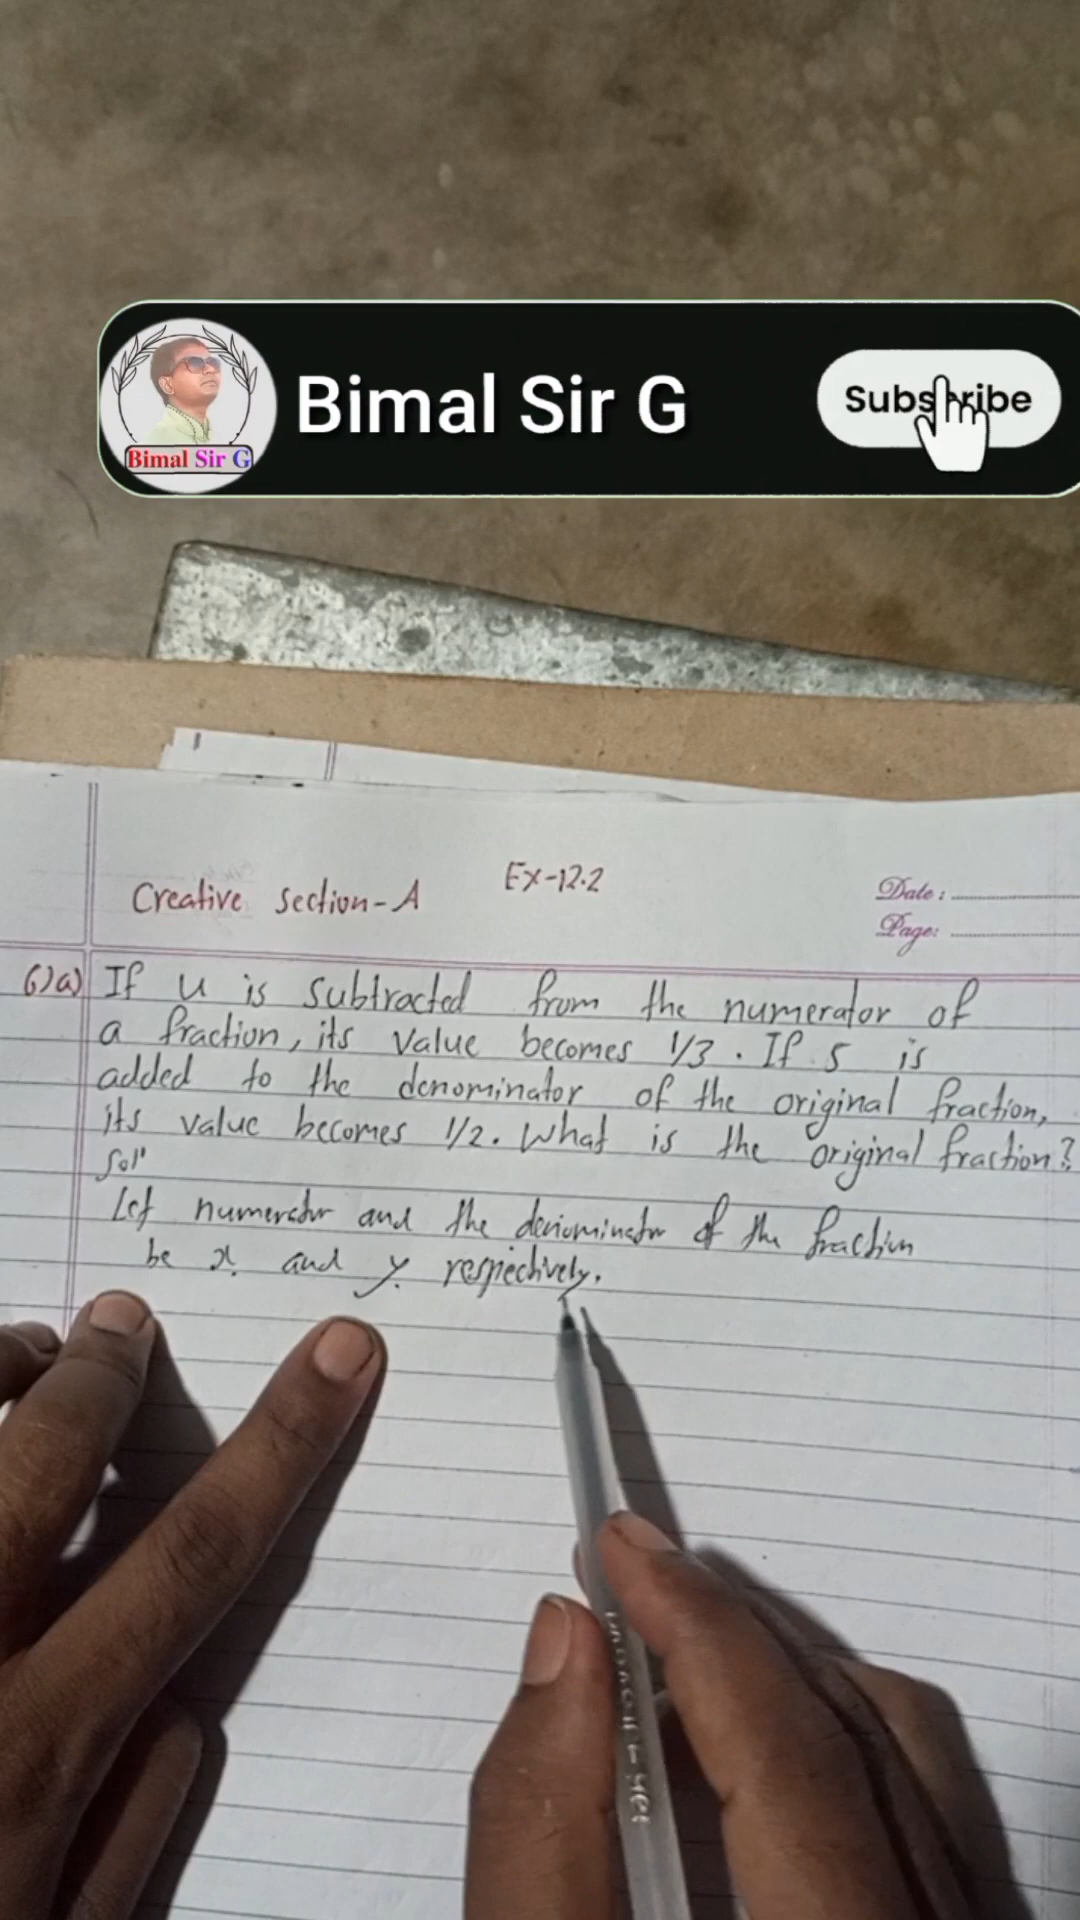 Bimal Sir G
Subscribe
Bimal Sir G
Creative section-A
Ex-12.2
Date :
Page:
6)a) If 4 is subtracted from the numerator of
a fraction, its value becomes 1/3. If 5 is
added to the denominator of the original fraction,
its value becomes 1/2. What is the original fraction?
Solⁿ
Let numerator and the denominator of the fraction
be x and y respectively.